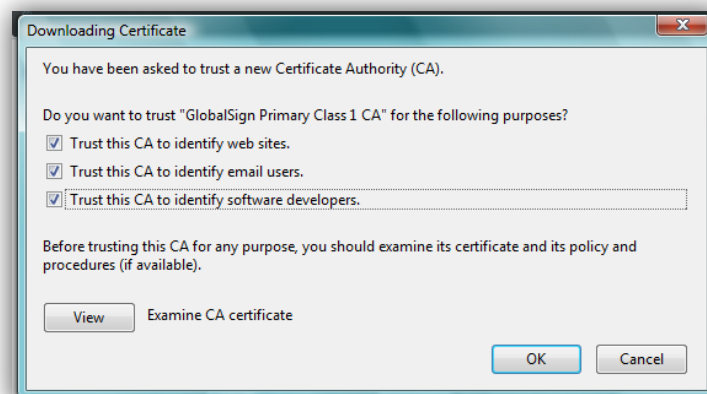 Downloading Certificate
You have been asked to trust a new Certificate Authority (CA).
Do you want to trust "GlobalSign Primary Class 1 CA" for the following purposes?
Trust this CA to identify web sites.
Trust this CA to identify email users.
Trust this CA to identify software developers.
Before trusting this CA for any purpose, you should examine its certificate and its policy and
procedures (if available).
View Examine CA certificate
OK Cancel